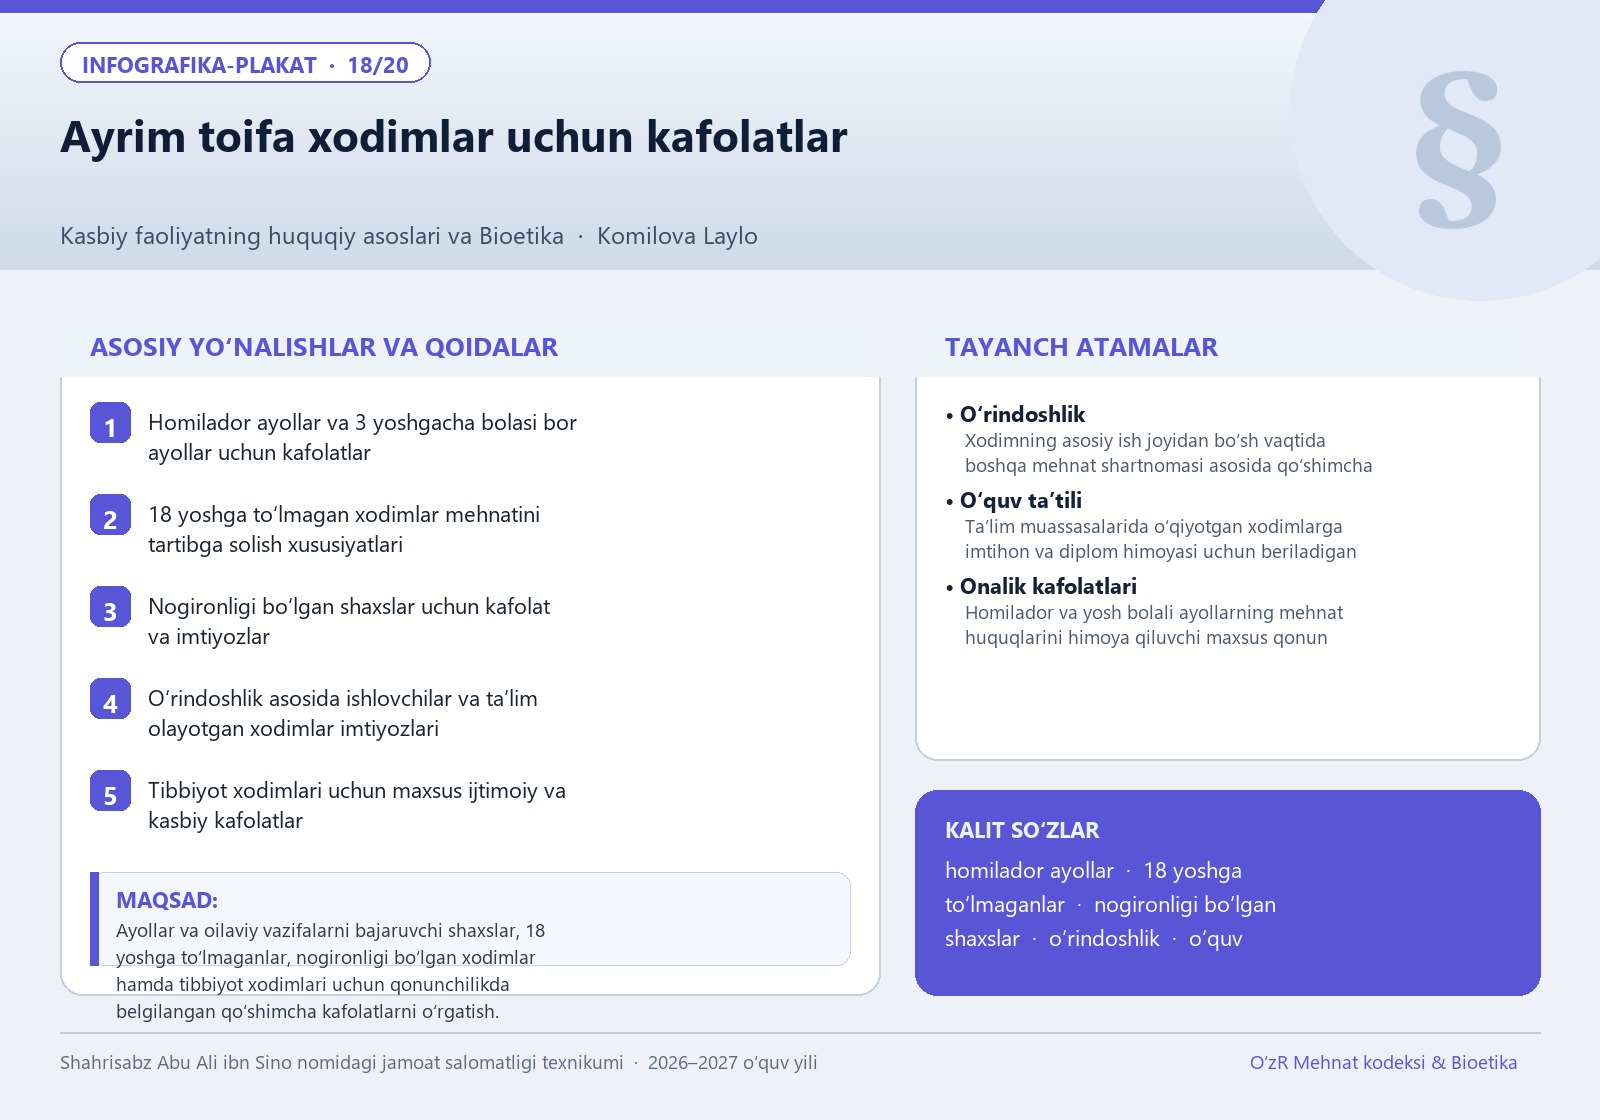 INFOGRAFIKA-PLAKAT · 18/20
§
Ayrim toifa xodimlar uchun kafolatlar
Kasbiy faoliyatning huquqiy asoslari va Bioetika · Komilova Laylo
ASOSIY YO‘NALISHLAR VA QOIDALAR
1
Homilador ayollar va 3 yoshgacha bolasi bor
ayollar uchun kafolatlar
2
18 yoshga to‘lmagan xodimlar mehnatini
tartibga solish xususiyatlari
3
Nogironligi bo‘lgan shaxslar uchun kafolat
va imtiyozlar
4
O‘rindoshlik asosida ishlovchilar va ta’lim
olayotgan xodimlar imtiyozlari
5
Tibbiyot xodimlari uchun maxsus ijtimoiy va
kasbiy kafolatlar
MAQSAD:
Ayollar va oilaviy vazifalarni bajaruvchi shaxslar, 18
yoshga to‘lmaganlar, nogironligi bo‘lgan xodimlar
hamda tibbiyot xodimlari uchun qonunchilikda
belgilangan qo‘shimcha kafolatlarni o‘rgatish.
TAYANCH ATAMALAR
• O‘rindoshlik
Xodimning asosiy ish joyidan bo‘sh vaqtida
boshqa mehnat shartnomasi asosida qo‘shimcha
• O‘quv ta’tili
Ta’lim muassasalarida o‘qiyotgan xodimlarga
imtihon va diplom himoyasi uchun beriladigan
• Onalik kafolatlari
Homilador va yosh bolali ayollarning mehnat
huquqlarini himoya qiluvchi maxsus qonun
KALIT SO‘ZLAR
homilador ayollar · 18 yoshga
to‘lmaganlar · nogironligi bo‘lgan
shaxslar · o‘rindoshlik · o‘quv
Shahrisabz Abu Ali ibn Sino nomidagi jamoat salomatligi texnikumi · 2026–2027 o‘quv yili
O‘zR Mehnat kodeksi & Bioetika